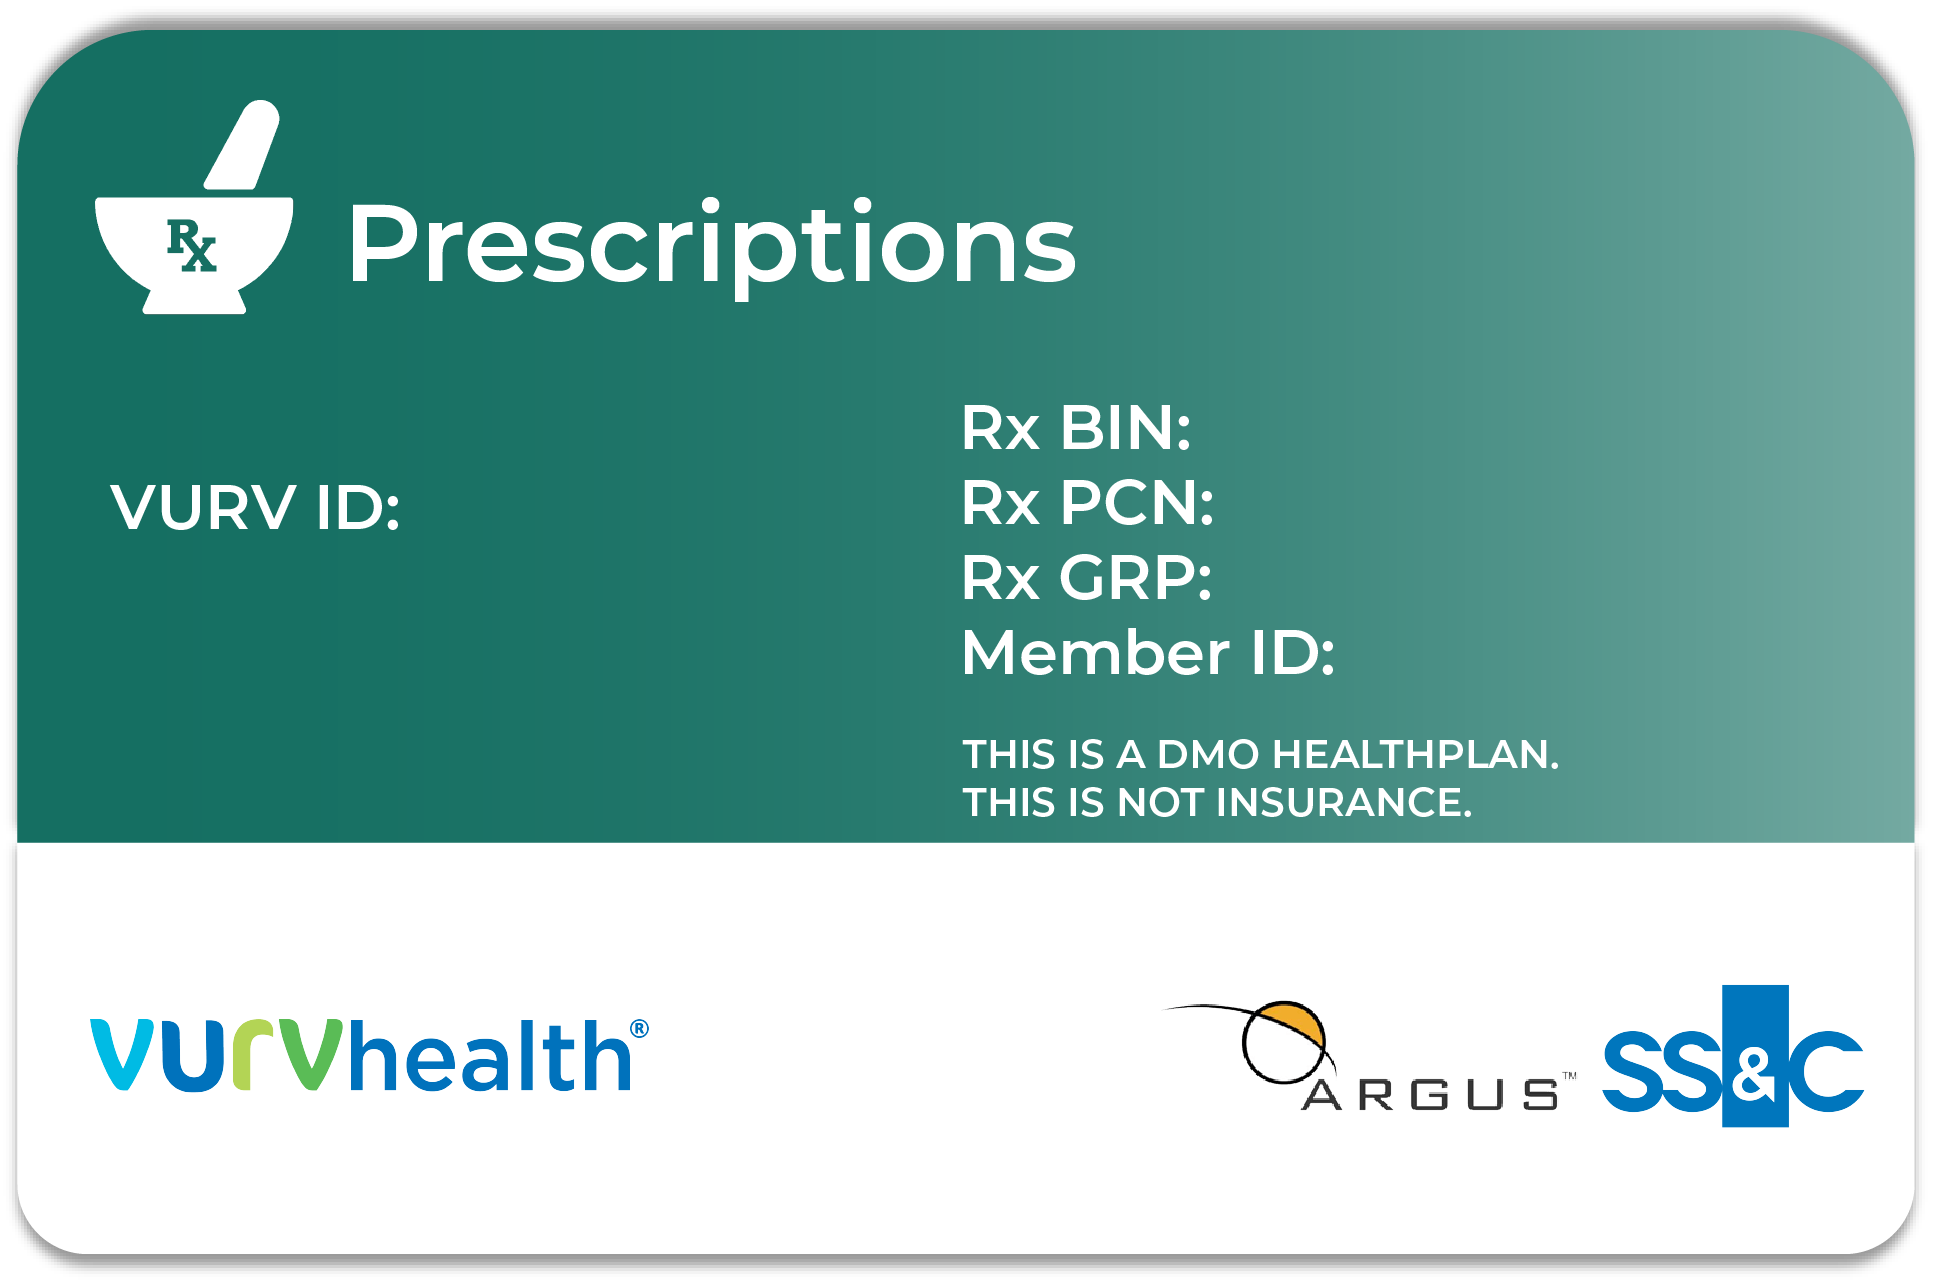 Rx
Prescriptions
VURV ID:
Rx BIN:
Rx PCN:
Rx GRP:
Member ID:
THIS IS A DMO HEALTHPLAN.
THIS IS NOT INSURANCE.
vurvhealth®
ARGUS™
SS&C